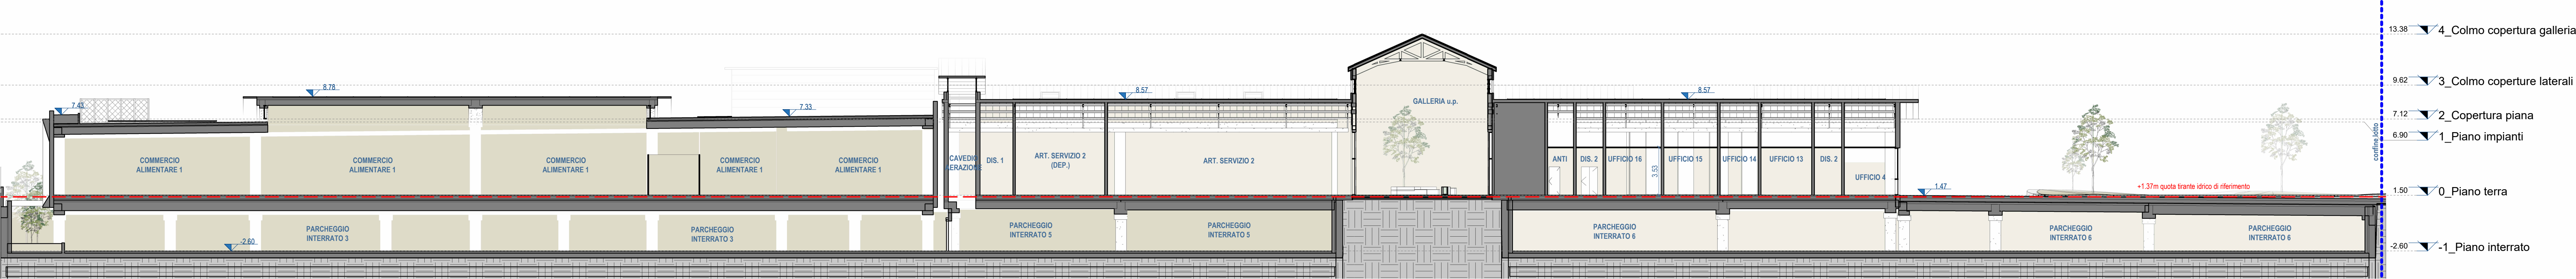 13.38 4_Colmo copertura galleria
9.62 3_Colmo coperture laterali
8.78
8.57
8.57
7.43
7.33
7.12 2_Copertura piana
6.90 1_Piano impianti
GALLERIA u.p.
confine lotto
COMMERCIO
ALIMENTARE 1
COMMERCIO
ALIMENTARE 1
COMMERCIO
ALIMENTARE 1
COMMERCIO
ALIMENTARE 1
COMMERCIO
ALIMENTARE 1
CAVEDIO
ERAZIONE
DIS. 1
ART. SERVIZIO 2
(DEP.)
ART. SERVIZIO 2
ANTI
DIS. 2
UFFICIO 16
3.53
UFFICIO 15
UFFICIO 14
UFFICIO 13
DIS. 2
UFFICIO 4
1.47
+1.37m quota tirante idrico di riferimento
1.50 0_Piano terra
PARCHEGGIO
INTERRATO 3
PARCHEGGIO
INTERRATO 3
PARCHEGGIO
INTERRATO 5
PARCHEGGIO
INTERRATO 5
PARCHEGGIO
INTERRATO 6
PARCHEGGIO
INTERRATO 6
PARCHEGGIO
INTERRATO 6
-2.60
-2.60 -1_Piano interrato